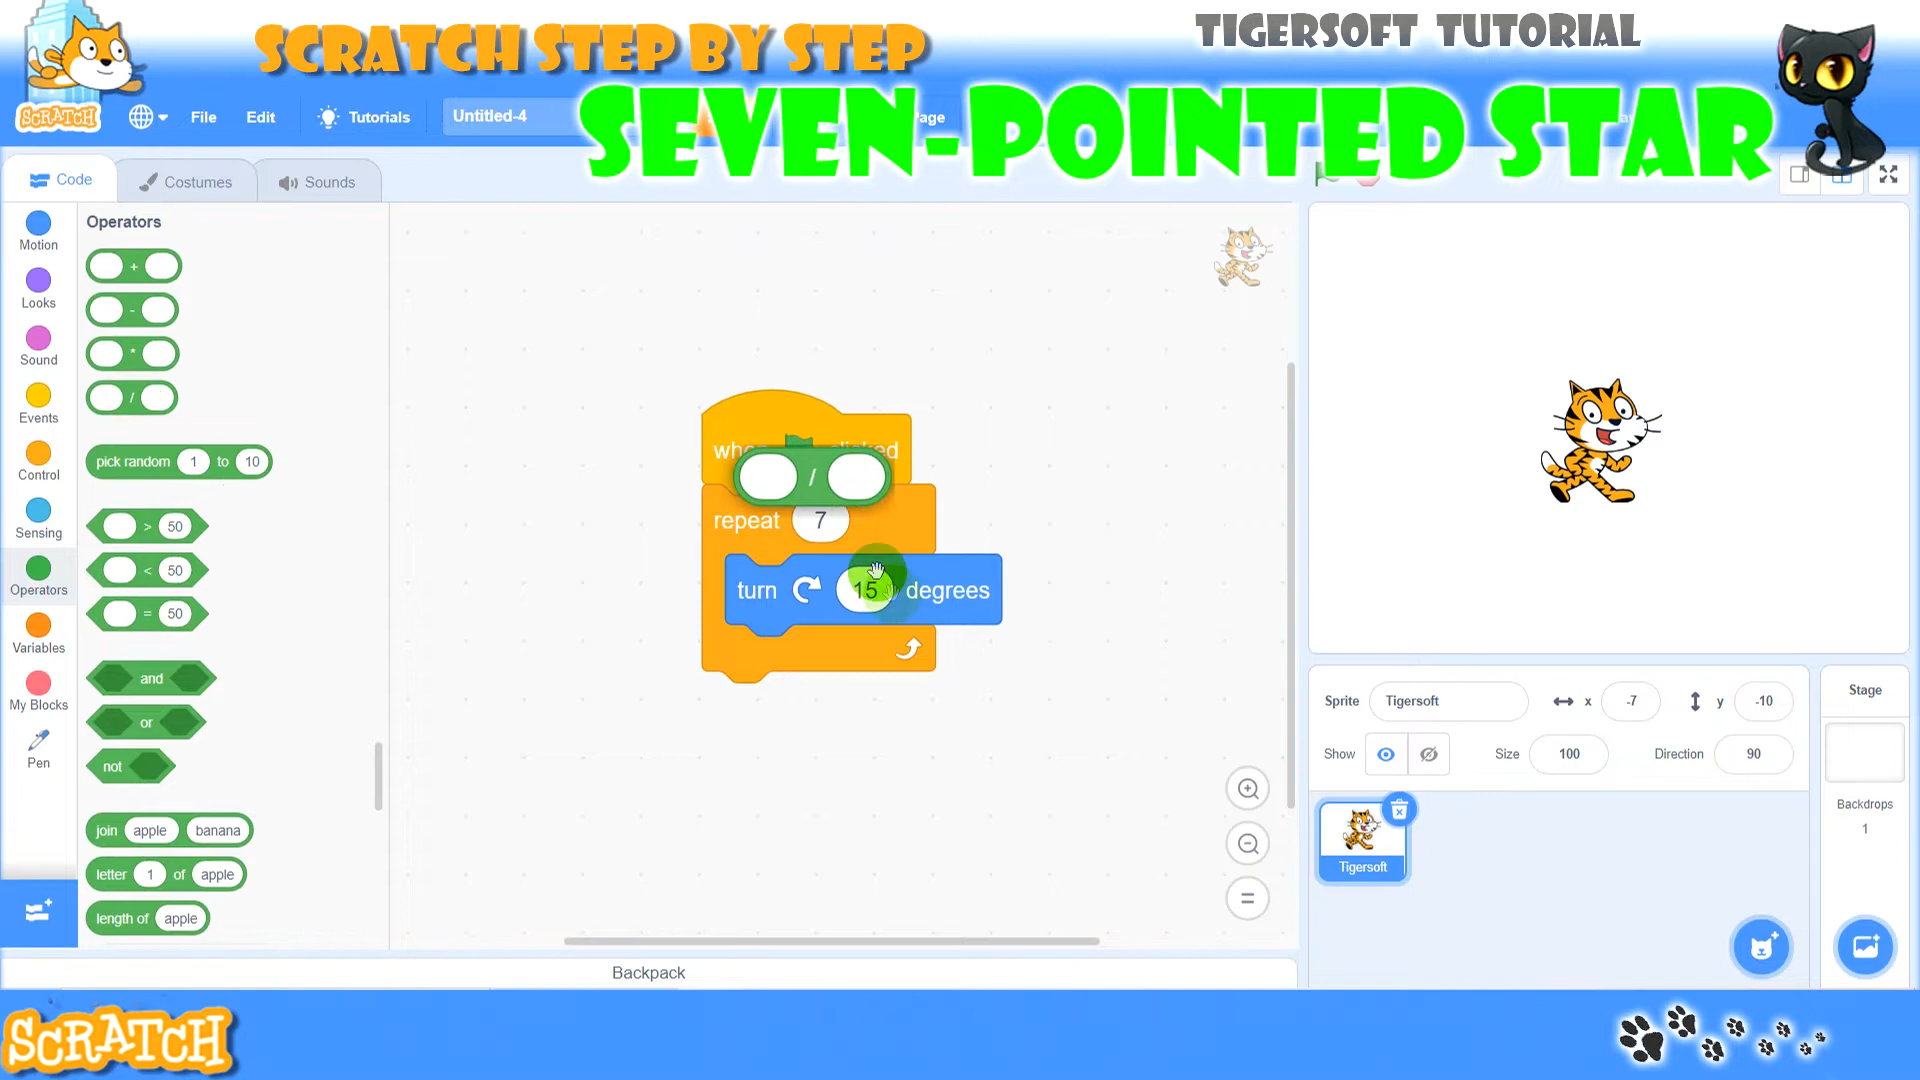 SCRATCH STEP BY STEP
TIGERSOFT TUTORIAL
SEVEN-POINTED STAR
SCRATCH
File
Edit
Tutorials
Untitled-4
Code
Costumes
Sounds
Motion
Looks
Sound
Events
Control
Sensing
Operators
Variables
My Blocks
Pen
Operators
+
-
*
/
pick random 1 to 10
> 50
< 50
= 50
and
or
not
join apple banana
letter 1 of apple
length of apple
/
repeat 7
turn 15 degrees
Sprite Tigersoft x -7 y -10
Show Size 100 Direction 90
Tigersoft
Stage
Backdrops
1
Backpack
SCRATCH